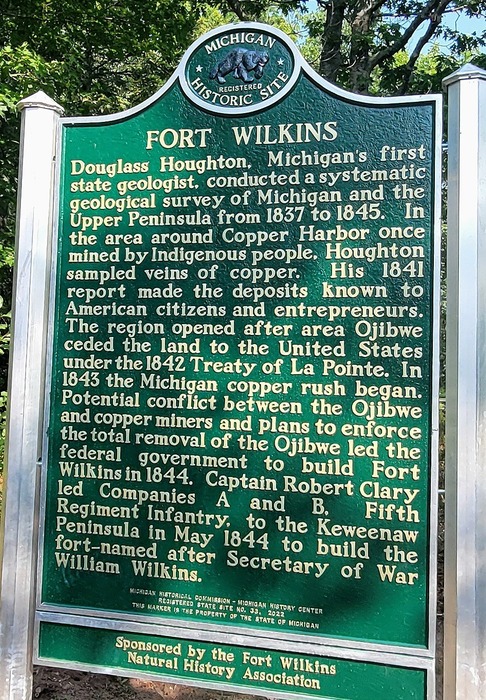 MICHIGAN
REGISTERED
HISTORIC SITE
FORT WILKINS
Douglass Houghton, Michigan's first
state geologist, conducted a systematic
geological survey of Michigan and the
Upper Peninsula from 1837 to 1845. In
the area around Copper Harbor once
mined by Indigenous people, Houghton
sampled veins of copper. His 1841
report made the deposits known to
American citizens and entrepreneurs.
The region opened after area Ojibwe
ceded the land to the United States
under the 1842 Treaty of La Pointe. In
1843 the Michigan copper rush began.
Potential conflict between the Ojibwe
and copper miners and plans to enforce
the total removal of the Ojibwe led the
federal government to build Fort
Wilkins in 1844. Captain Robert Clary
led Companies A and B, Fifth
Regiment Infantry, to the Keweenaw
Peninsula in May 1844 to build the
fort-named after Secretary of War
William Wilkins.
MICHIGAN HISTORICAL COMMISSION - MICHIGAN HISTORY CENTER
REGISTERED STATE SITE NO. 33, 2022
THIS MARKER IS THE PROPERTY OF THE STATE OF MICHIGAN
Sponsored by the Fort Wilkins
Natural History Association